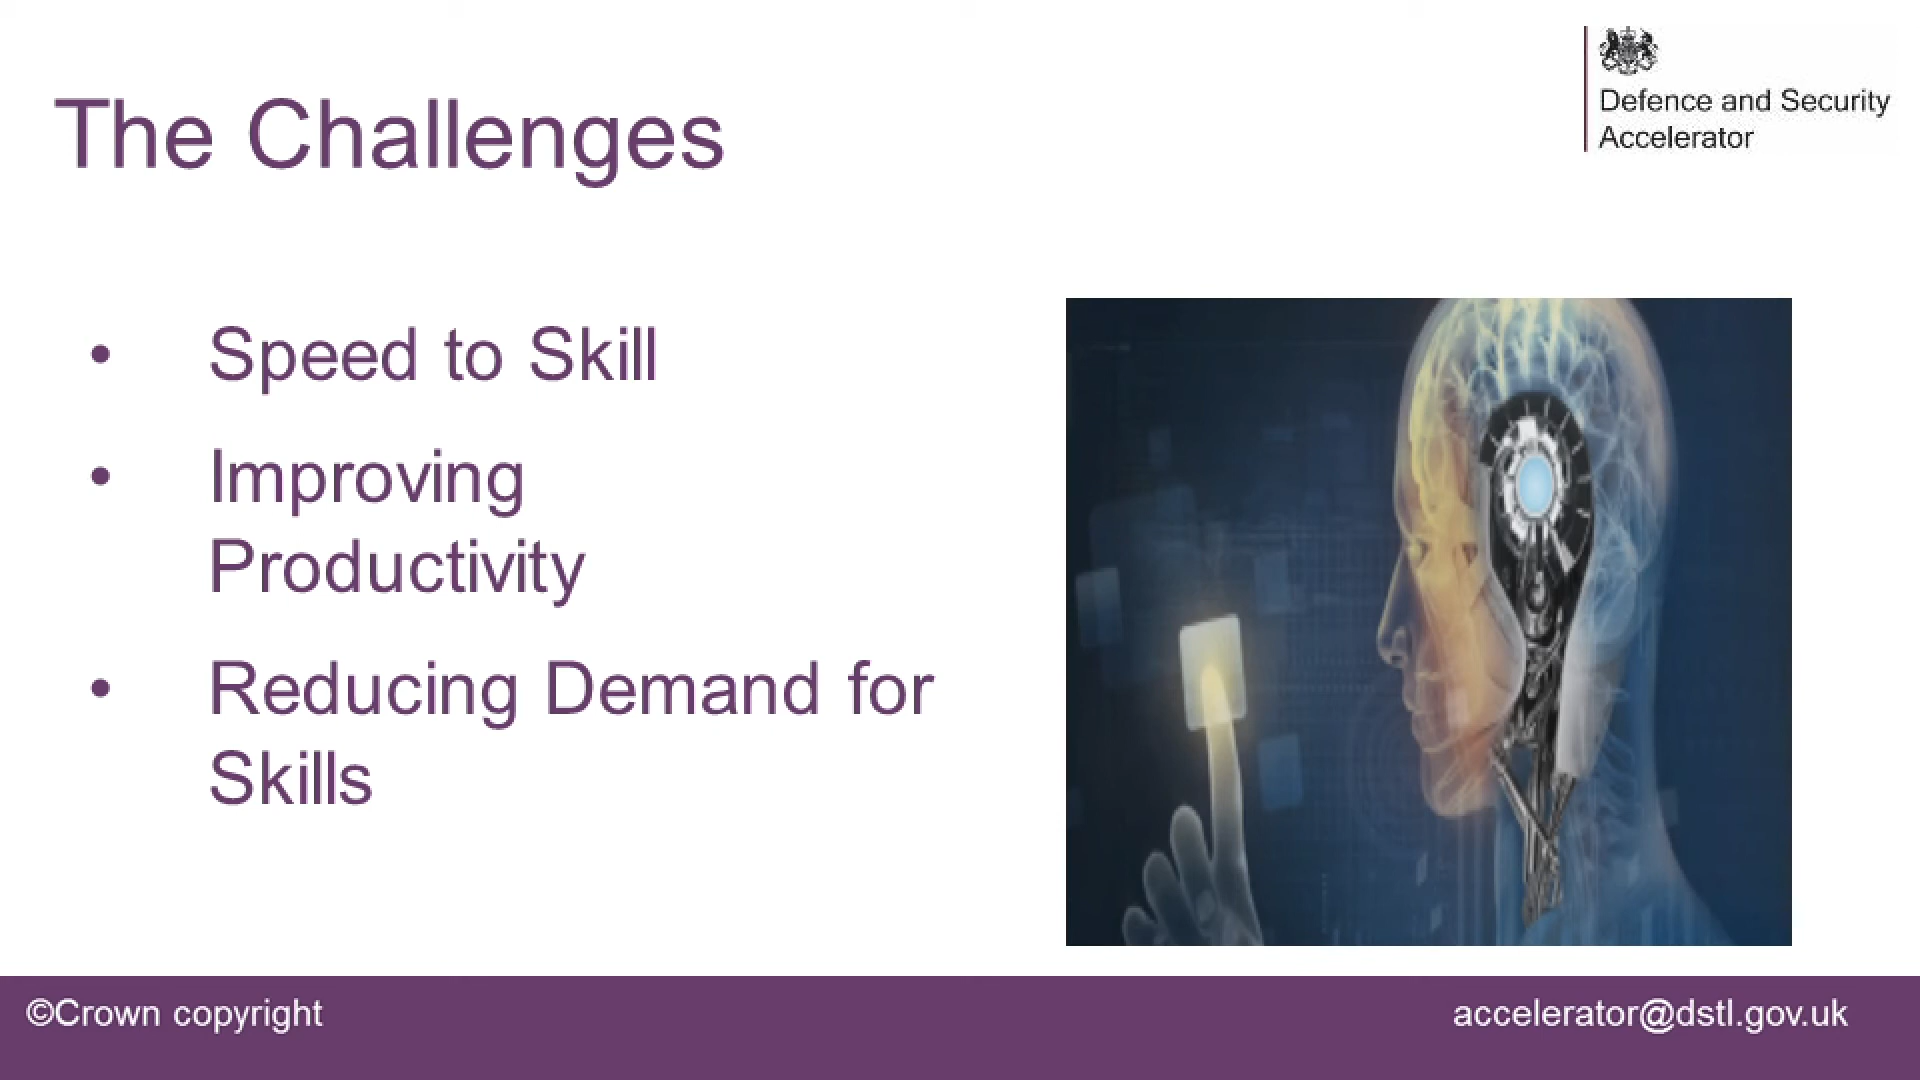 Defence and Security
Accelerator
The Challenges
• Speed to Skill
• Improving
Productivity
• Reducing Demand for
Skills
©Crown copyright
accelerator@dstl.gov.uk